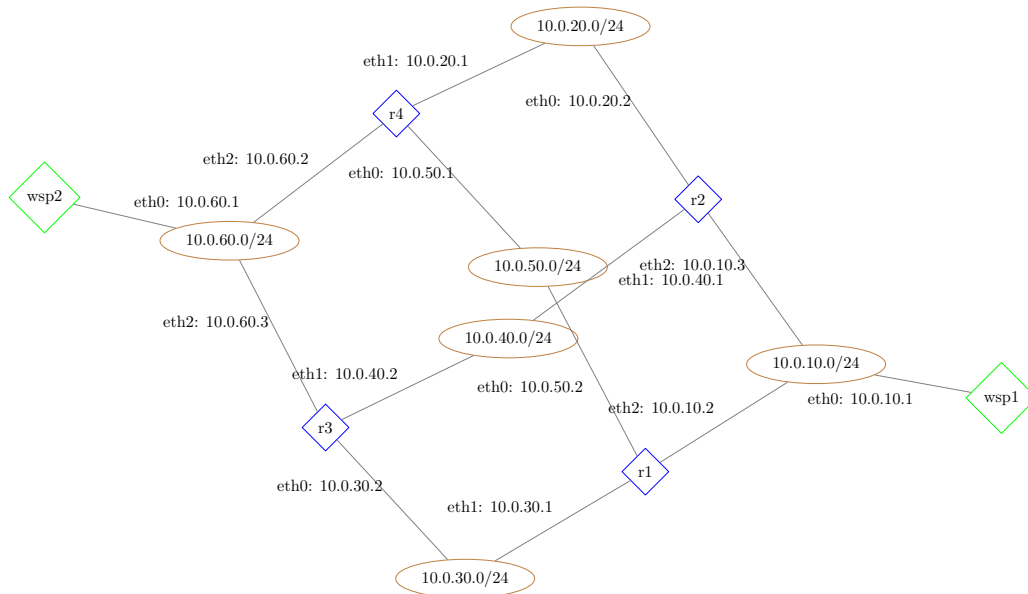 10.0.20.0/24
eth1: 10.0.20.1
eth0: 10.0.20.2
r4
eth2: 10.0.60.2
eth0: 10.0.50.1
wsp2
eth0: 10.0.60.1
r2
10.0.60.0/24
10.0.50.0/24
eth2: 10.0.10.3
eth1: 10.0.40.1
eth2: 10.0.60.3
10.0.40.0/24
10.0.10.0/24
eth1: 10.0.40.2
eth0: 10.0.50.2
eth0: 10.0.10.1
wsp1
eth2: 10.0.10.2
r3
r1
eth0: 10.0.30.2
eth1: 10.0.30.1
10.0.30.0/24